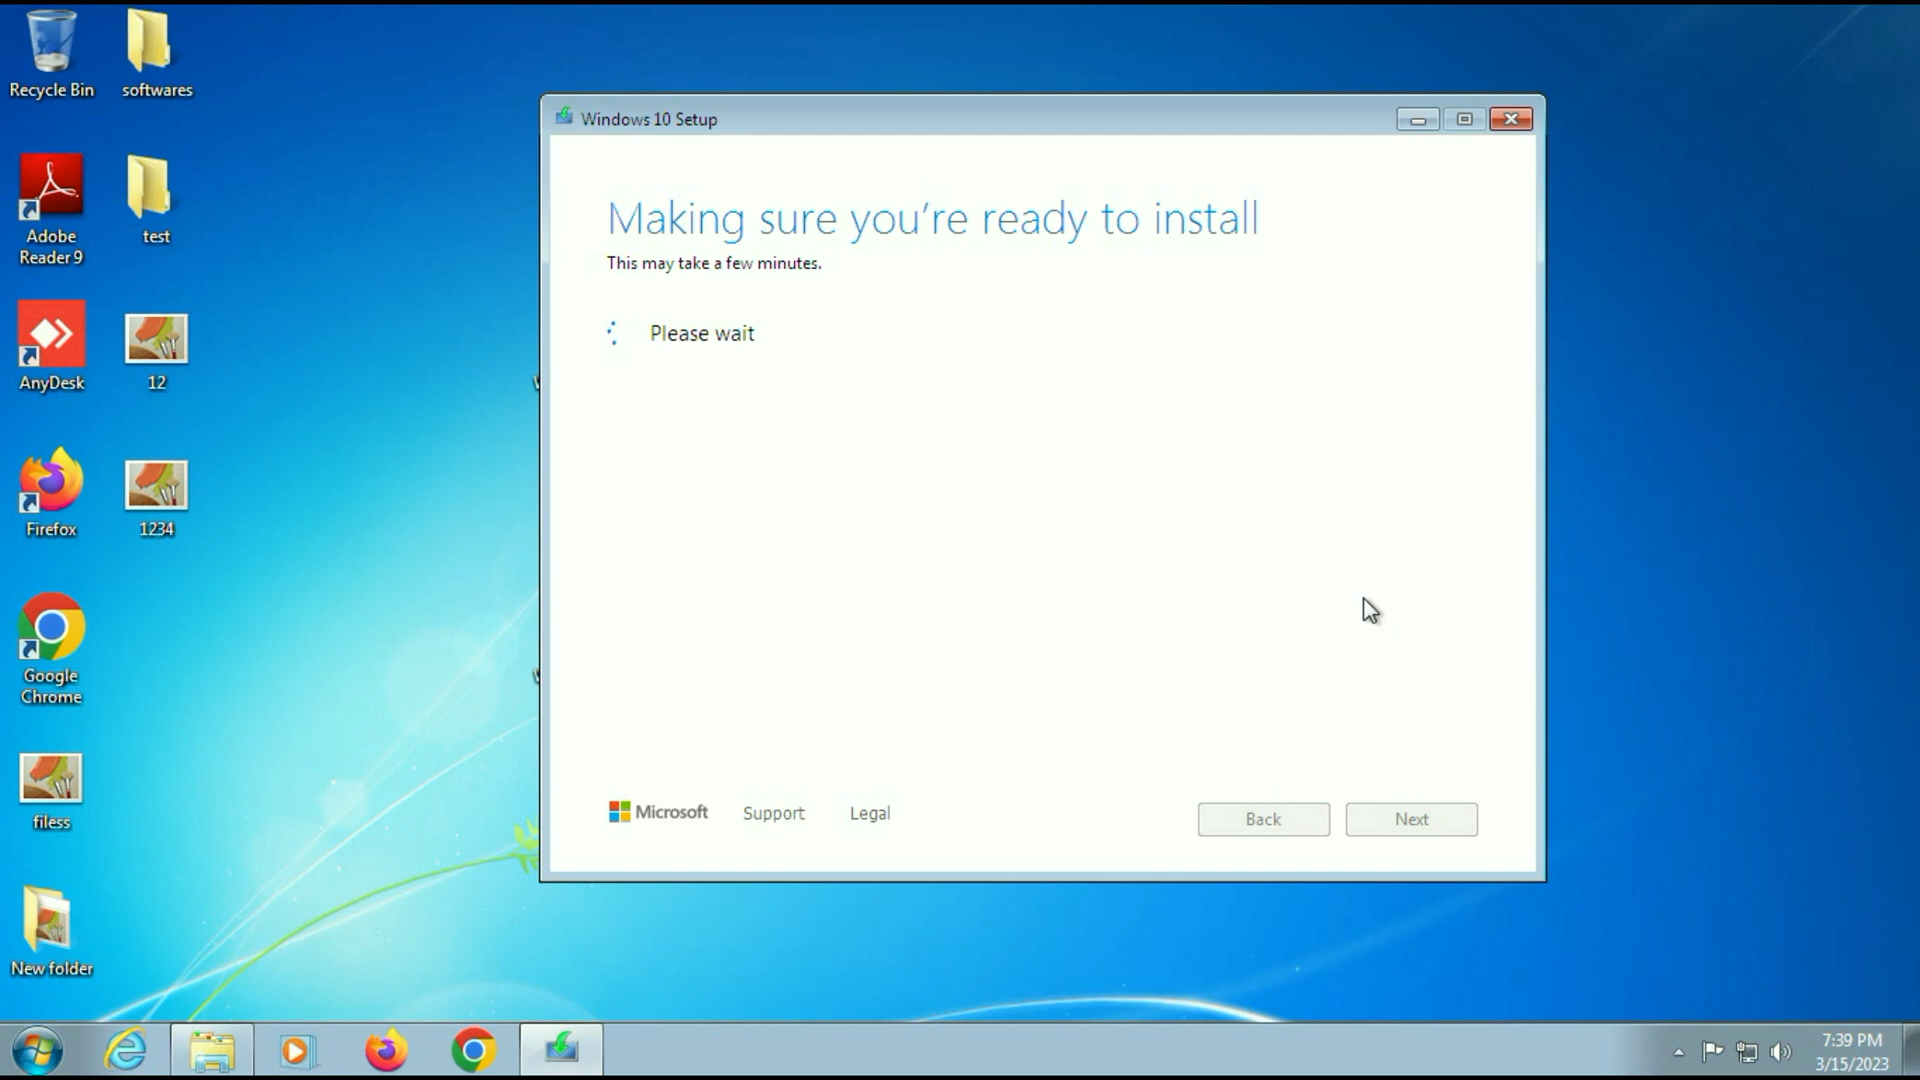 Recycle Bin
softwares
Adobe
Reader 9
test
AnyDesk
12
Firefox
1234
Google
Chrome
filess
New folder
Windows 10 Setup
Making sure you're ready to install
This may take a few minutes.
Please wait
Microsoft
Support
Legal
Back
Next
7:39 PM
3/15/2023